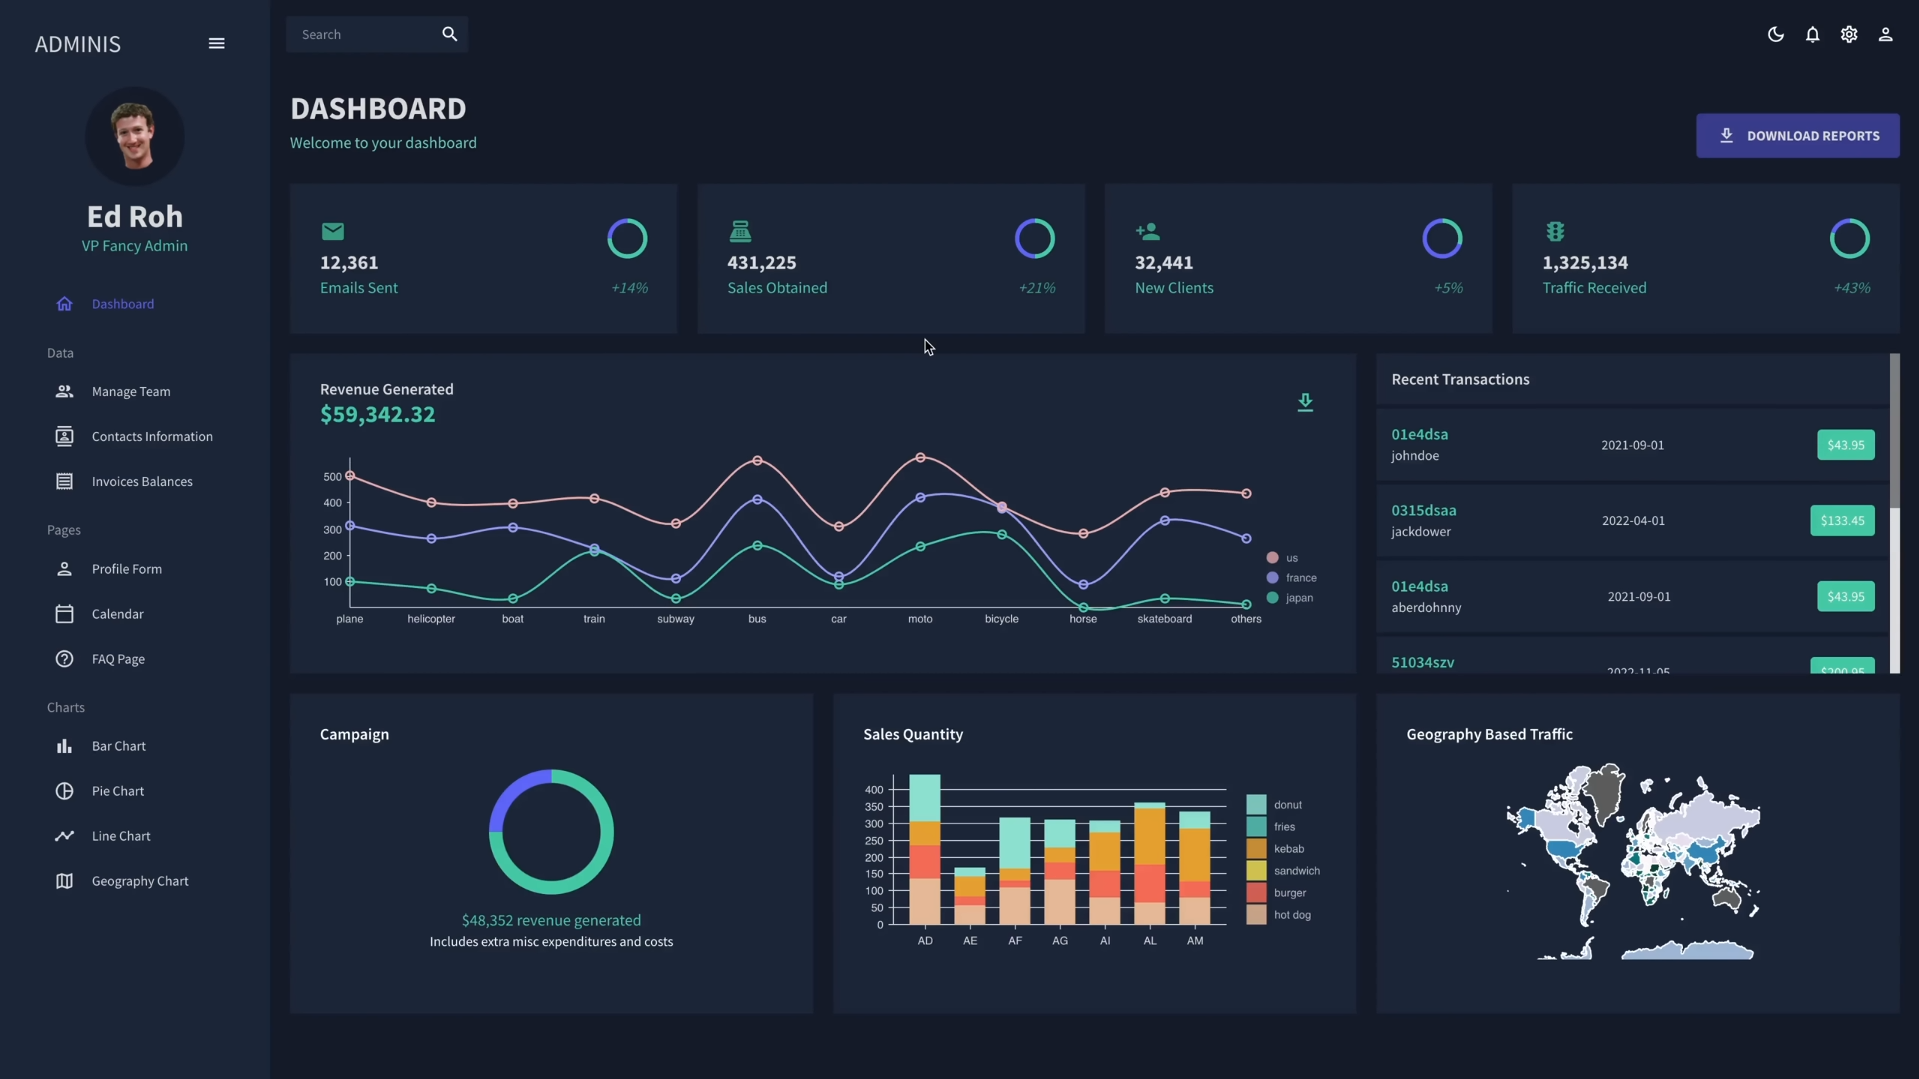 ADMINIS
Search
Ed Roh
VP Fancy Admin
Dashboard
Data
Manage Team
Contacts Information
Invoices Balances
Pages
Profile Form
Calendar
FAQ Page
Charts
Bar Chart
Pie Chart
Line Chart
Geography Chart
DASHBOARD
Welcome to your dashboard
DOWNLOAD REPORTS
12,361
Emails Sent +14%
431,225
Sales Obtained +21%
32,441
New Clients +5%
1,325,134
Traffic Received +43%
Revenue Generated
$59,342.32
500
400
300
200
100
plane helicopter boat train subway bus car moto bicycle horse skateboard others
us
france
japan
Recent Transactions
01e4dsa
johndoe
2021-09-01
$43.95
0315dsaa
jackdower
2022-04-01
$133.45
01e4dsa
aberdohnny
2021-09-01
$43.95
51034szv
2022-11-05
$200.95
Campaign
$48,352 revenue generated
Includes extra misc expenditures and costs
Sales Quantity
400
350
300
250
200
150
100
50
0
AD AE AF AG AI AL AM
donut
fries
kebab
sandwich
burger
hot dog
Geography Based Traffic